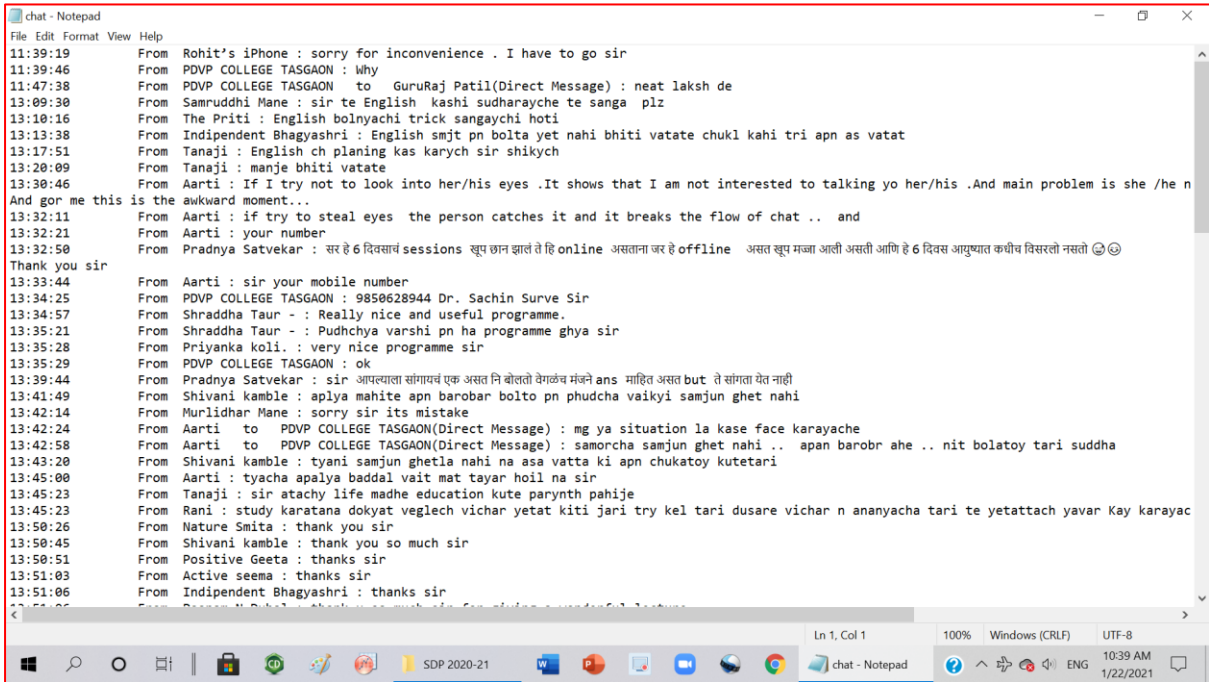 chat - Notepad
File Edit Format View Help
11:39:19 From Rohit's iPhone : sorry for inconvenience . I have to go sir
11:39:46 From PDVP COLLEGE TASGAON : Why
11:47:38 From PDVP COLLEGE TASGAON to GuruRaj Patil(Direct Message) : neat laksh de
13:09:30 From Samruddhi Mane : sir te English kashi sudharayche te sanga plz
13:10:16 From The Priti : English bolnyachi trick sangaychi hoti
13:13:38 From Indipendent Bhagyashri : English smjt pn bolta yet nahi bhiti vatate chukl kahi tri apn as vatat
13:17:51 From Tanaji : English ch planing kas karych sir shikych
13:20:09 From Tanaji : manje bhiti vatate
13:30:46 From Aarti : If I try not to look into her/his eyes .It shows that I am not interested to talking yo her/his .And main problem is she /he n
And gor me this is the awkward moment...
13:32:11 From Aarti : if try to steal eyes the person catches it and it breaks the flow of chat .. and
13:32:21 From Aarti : your number
13:32:50 From Pradnya Satvekar : सर हे 6 दिवसाचं sessions खूप छान झालं ते हि online असताना जर हे offline असत खूप मज्जा आली असती आणि हे 6 दिवस आयुष्यात कधीच विसरलो नसतो
Thank you sir
13:33:44 From Aarti : sir your mobile number
13:34:25 From PDVP COLLEGE TASGAON : 9850628944 Dr. Sachin Surve Sir
13:34:57 From Shraddha Taur - : Really nice and useful programme.
13:35:21 From Shraddha Taur - : Pudhchya varshi pn ha programme ghya sir
13:35:28 From Priyanka koli. : very nice programme sir
13:35:29 From PDVP COLLEGE TASGAON : ok
13:39:44 From Pradnya Satvekar : sir आपल्याला सांगायचं एक असत नि बोलतो वेगळंच मंजने ans माहित असत but ते सांगता येत नाही
13:41:49 From Shivani kamble : aplya mahite apn barobar bolto pn phudcha vaikyi samjun ghet nahi
13:42:14 From Murlidhar Mane : sorry sir its mistake
13:42:24 From Aarti to PDVP COLLEGE TASGAON(Direct Message) : mg ya situation la kase face karayache
13:42:58 From Aarti to PDVP COLLEGE TASGAON(Direct Message) : samorcha samjun ghet nahi .. apan barobr ahe .. nit bolatoy tari suddha
13:43:20 From Shivani kamble : tyani samjun ghetla nahi na asa vatta ki apn chukatoy kutetari
13:45:00 From Aarti : tyacha apalya baddal vait mat tayar hoil na sir
13:45:23 From Tanaji : sir atachy life madhe education kute parynth pahije
13:45:23 From Rani : study karatana dokyat veglech vichar yetat kiti jari try kel tari dusare vichar n ananyacha tari te yetattach yavar Kay karayac
13:50:26 From Nature Smita : thank you sir
13:50:45 From Shivani kamble : thank you so much sir
13:50:51 From Positive Geeta : thanks sir
13:51:03 From Active seema : thanks sir
13:51:06 From Indipendent Bhagyashri : thanks sir
Ln 1, Col 1 100% Windows (CRLF) UTF-8
SDP 2020-21 chat - Notepad ENG 10:39 AM
1/22/2021